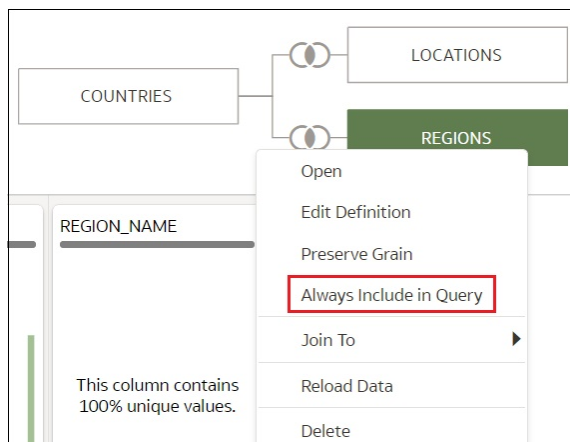 LOCATIONS
COUNTRIES
REGIONS
Open
Edit Definition
REGION_NAME
Preserve Grain
Always Include in Query
Join To
This column contains
100% unique values.
Reload Data
Delete